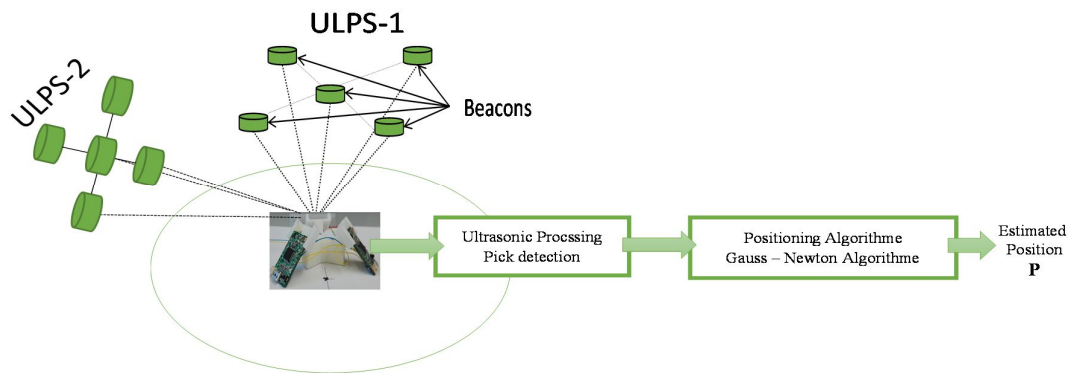 ULPS-1
ULPS-2
Beacons
Ultrasonic Procssing
Pick detection
Positioning Algorithme
Gauss – Newton Algorithme
Estimated
Position
P